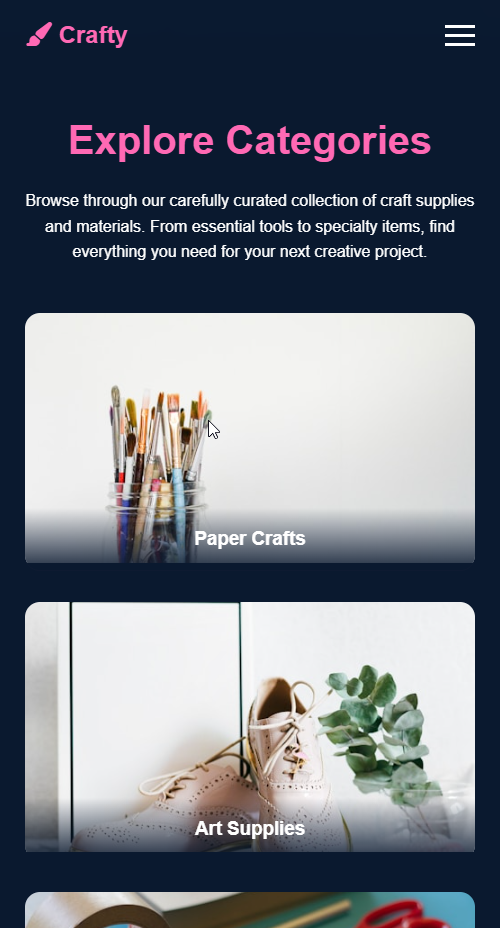 Crafty
Explore Categories
Browse through our carefully curated collection of craft supplies
and materials. From essential tools to specialty items, find
everything you need for your next creative project.
Paper Crafts
Art Supplies